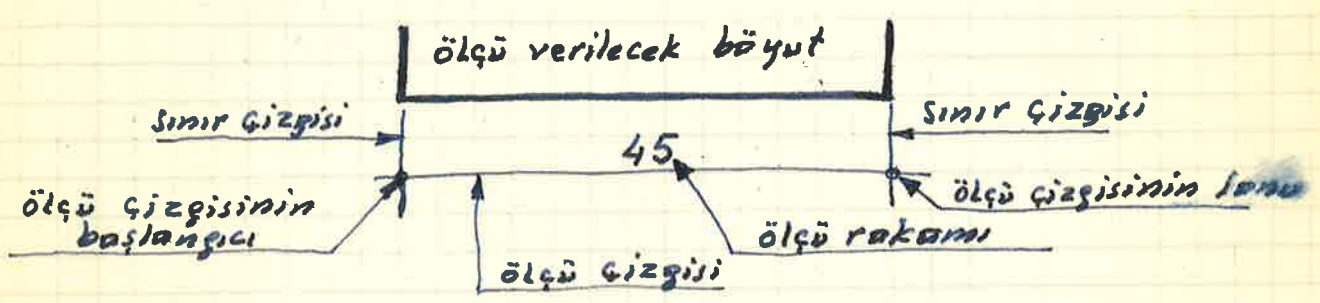 ölçü verilecek böyut
Sınır Çizgisi
Sınır Çizgisi
45
ölçü Çizgisinin
başlangıcı
ölçü çizgisinin sonu
ölçü rakamı
ölçü Çizgisi